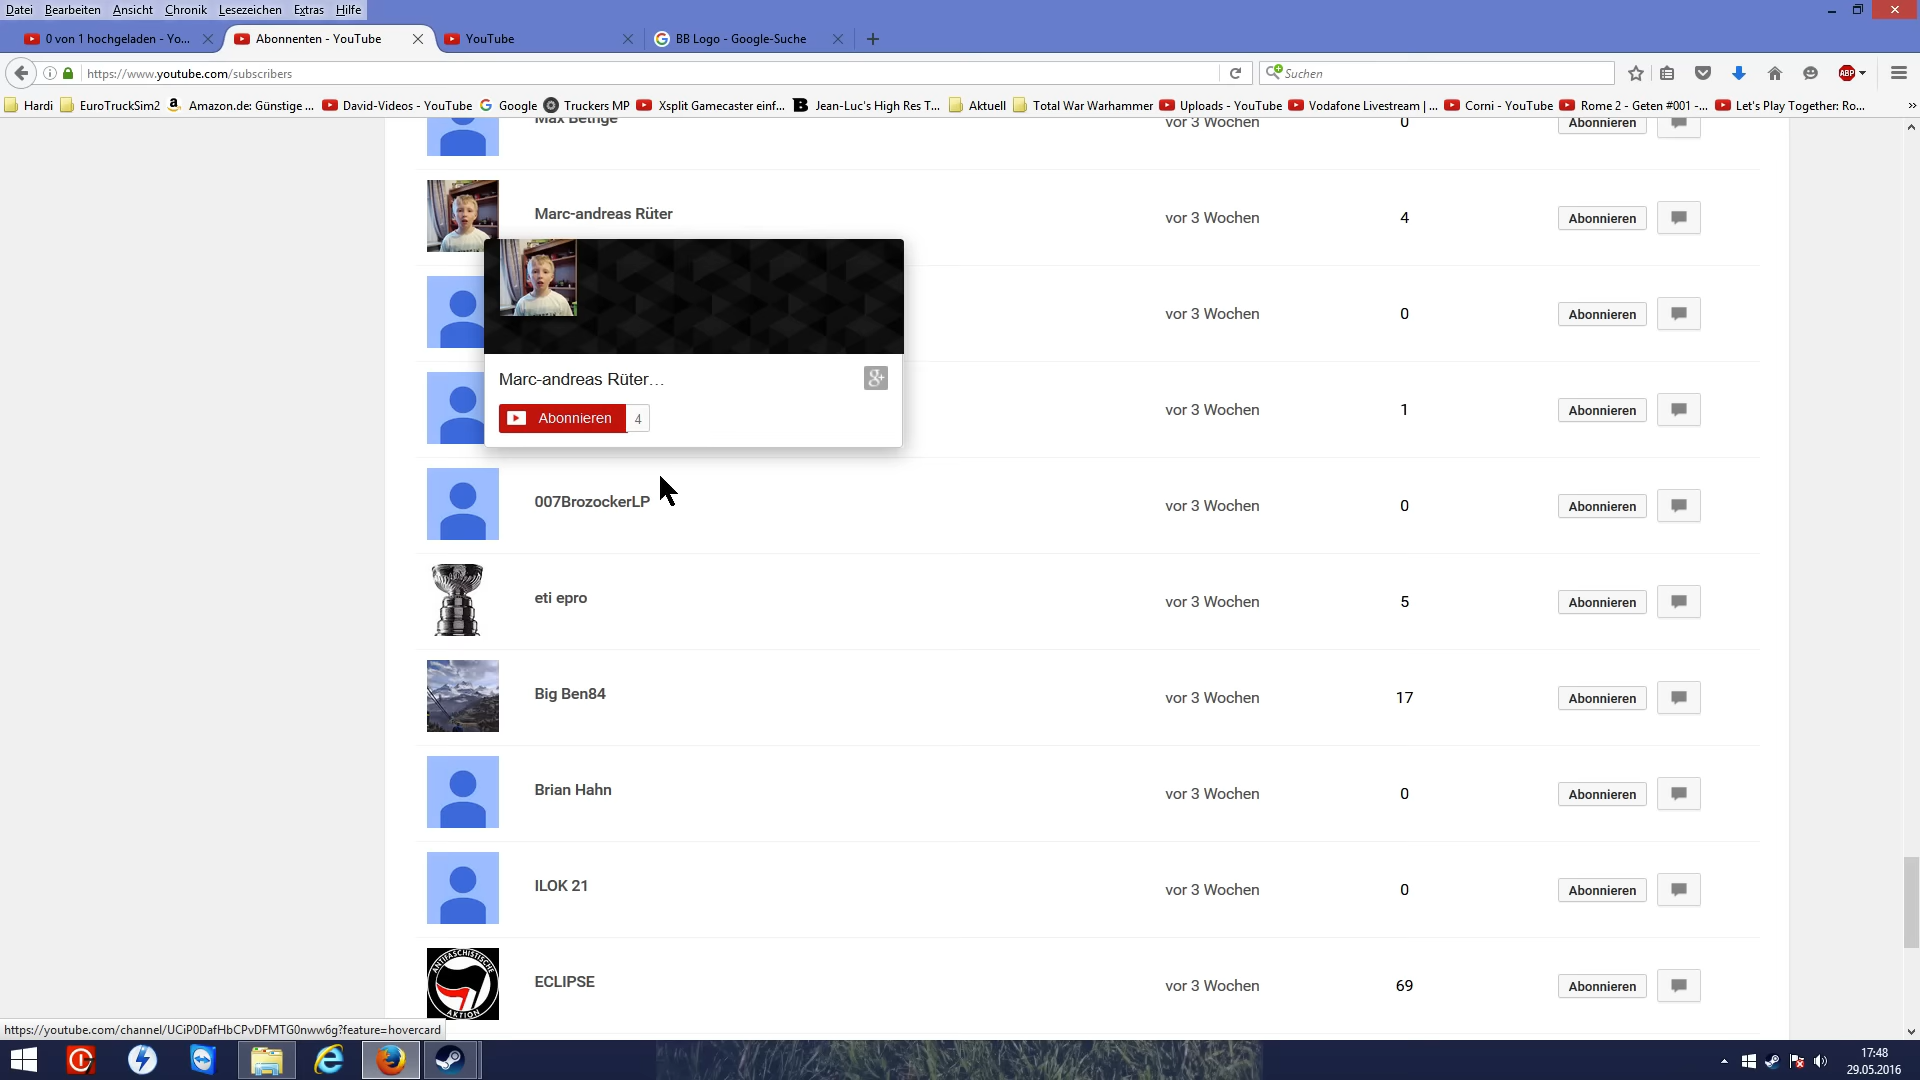 Datei Bearbeiten Ansicht Chronik Lesezeichen Extras Hilfe
0 von 1 hochgeladen - Yo... Abonnenten - YouTube YouTube BB Logo - Google-Suche
https://www.youtube.com/subscribers Suchen ABP
Hardi EuroTruckSim2 Amazon.de: Günstige ... David-Videos - YouTube Google Truckers MP Xsplit Gamecaster einf... Jean-Luc's High Res T... Aktuell Total War Warhammer Uploads - YouTube Vodafone Livestream | ... Corni - YouTube Rome 2 - Geten #001 -... Let's Play Together: Ro...
vor 3 Wochen 0 Abonnieren
Marc-andreas Rüter vor 3 Wochen 4 Abonnieren
vor 3 Wochen 0 Abonnieren
Marc-andreas Rüter…
Abonnieren 4
vor 3 Wochen 1 Abonnieren
007BrozockerLP vor 3 Wochen 0 Abonnieren
eti epro vor 3 Wochen 5 Abonnieren
Big Ben84 vor 3 Wochen 17 Abonnieren
Brian Hahn vor 3 Wochen 0 Abonnieren
ILOK 21 vor 3 Wochen 0 Abonnieren
ANTIFASCHISTISCHE
AKTION
ECLIPSE vor 3 Wochen 69 Abonnieren
https://youtube.com/channel/UCiP0DafHbCPvDFMTG0nww6g?feature=hovercard
17:48
29.05.2016